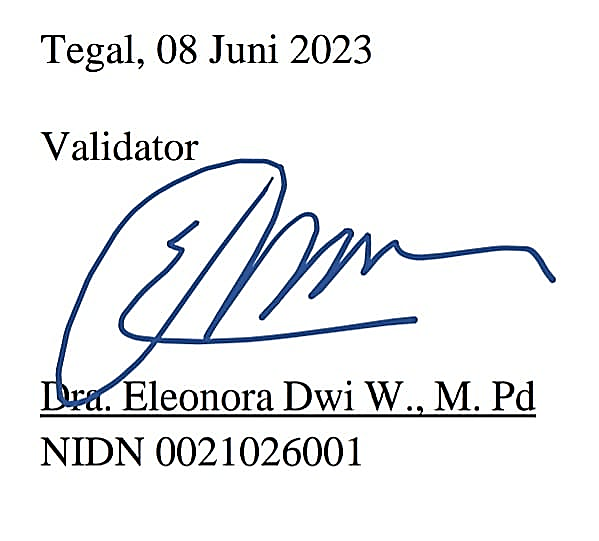 Tegal, 08 Juni 2023
Validator
Dra. Eleonora Dwi W., M. Pd
NIDN 0021026001